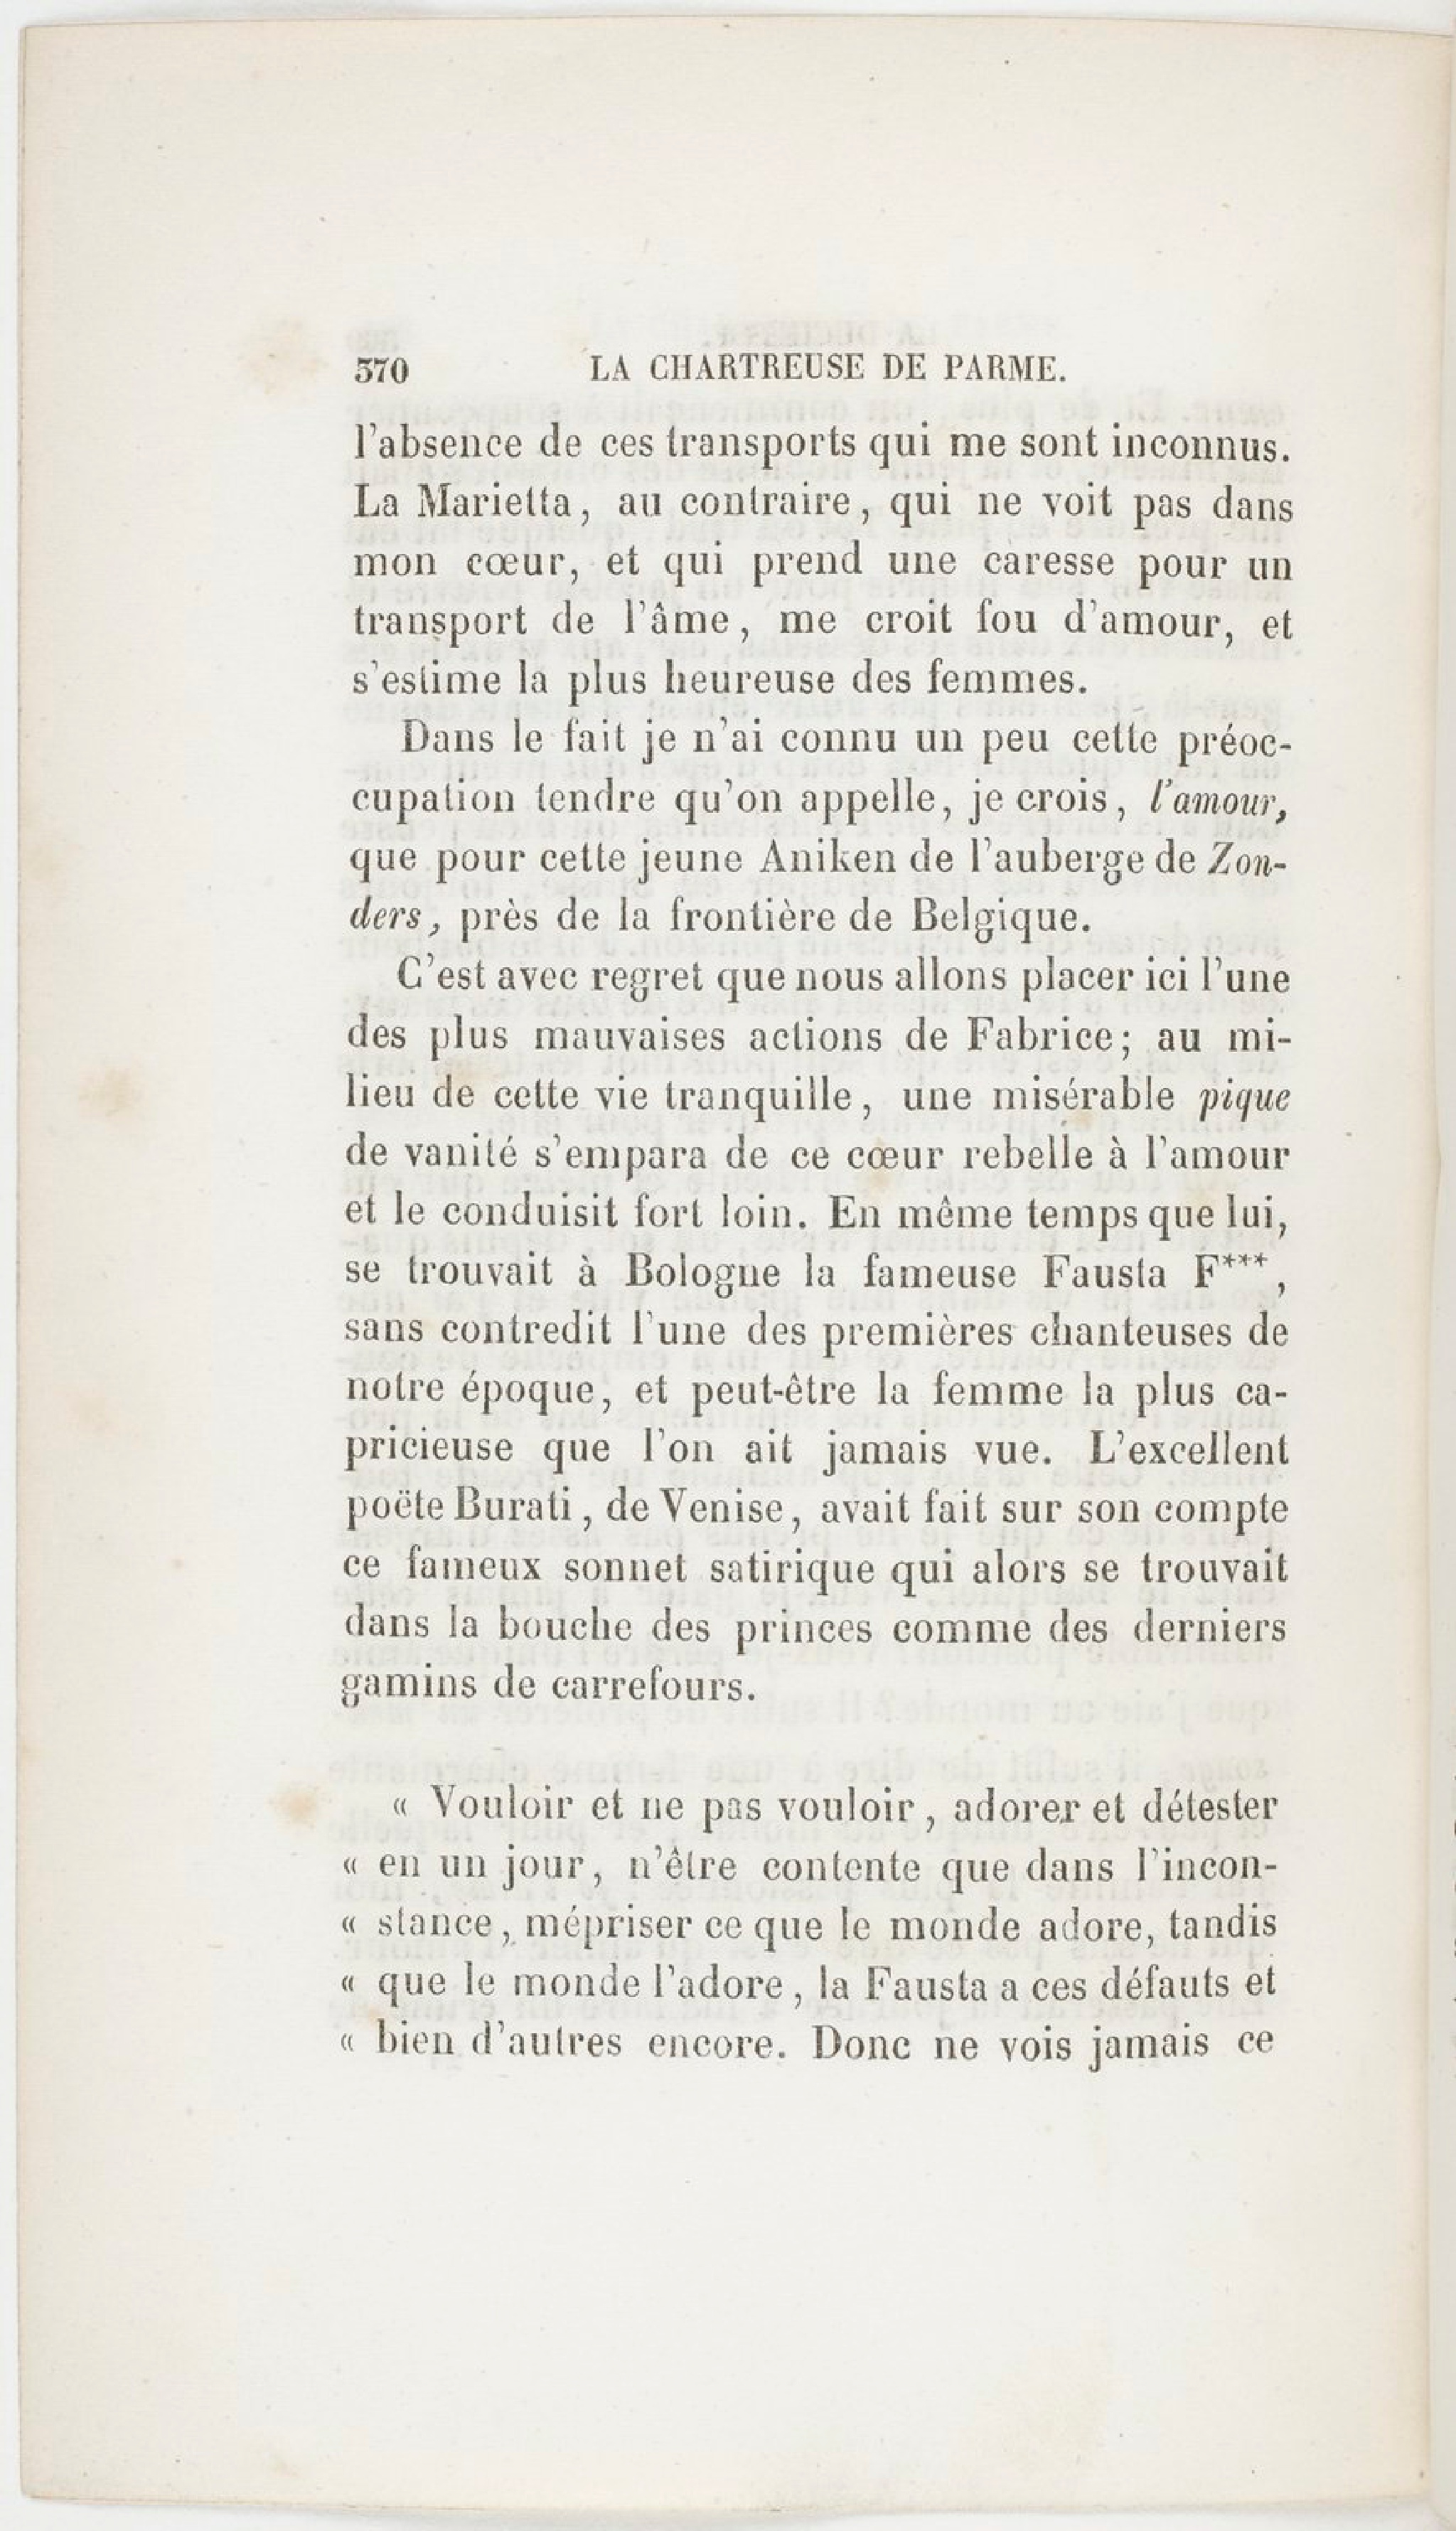 370 LA CHARTREUSE DE PARME.
l'absence de ces transports qui me sont inconnus.
La Marietta, au contraire, qui ne voit pas dans
mon cœur, et qui prend une caresse pour un
transport de l'âme, me croit fou d'amour, et
s'estime la plus heureuse des femmes.
Dans le fait je n'ai connu un peu cette préoc-
cupation tendre qu'on appelle, je crois, l'amour,
que pour cette jeune Aniken de l'auberge de Zon-
ders, près de la frontière de Belgique.
C'est avec regret que nous allons placer ici l'une
des plus mauvaises actions de Fabrice; au mi-
lieu de cette vie tranquille, une misérable pique
de vanité s'empara de ce cœur rebelle à l'amour
et le conduisit fort loin. En même temps que lui,
se trouvait à Bologne la fameuse Fausta F***,
sans contredit l'une des premières chanteuses de
notre époque, et peut-être la femme la plus ca-
pricieuse que l'on ait jamais vue. L'excellent
poëte Burati, de Venise, avait fait sur son compte
ce fameux sonnet satirique qui alors se trouvait
dans la bouche des princes comme des derniers
gamins de carrefours.
« Vouloir et ne pas vouloir, adorer et détester
« en un jour, n'être contente que dans l'incon-
« stance, mépriser ce que le monde adore, tandis
« que le monde l'adore, la Fausta a ces défauts et
« bien d'autres encore. Donc ne vois jamais ce